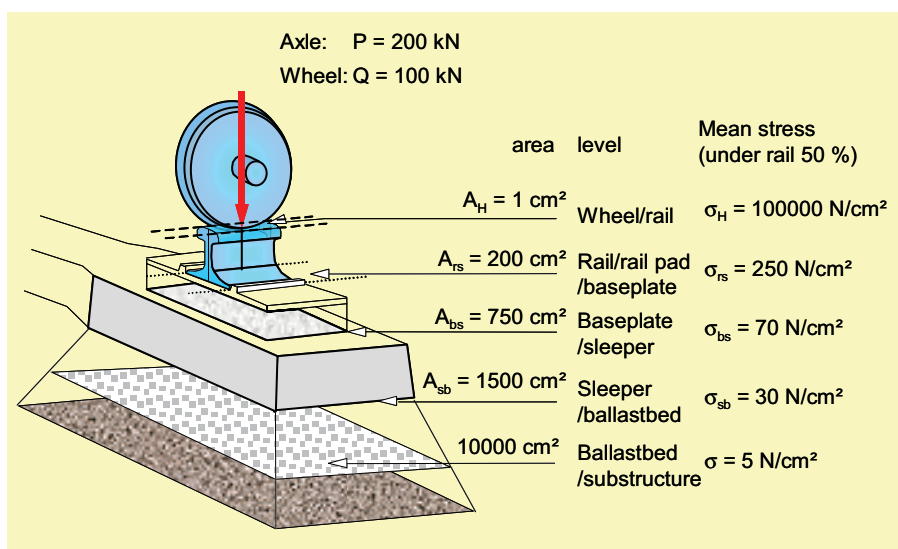 Axle: P = 200 kN
Wheel: Q = 100 kN
area level Mean stress
(under rail 50 %)
A_H = 1 cm² Wheel/rail σ_H = 100000 N/cm²
A_rs = 200 cm² Rail/rail pad
/baseplate σ_rs = 250 N/cm²
A_bs = 750 cm² Baseplate
/sleeper σ_bs = 70 N/cm²
A_sb = 1500 cm² Sleeper
/ballastbed σ_sb = 30 N/cm²
10000 cm² Ballastbed
/substructure σ = 5 N/cm²